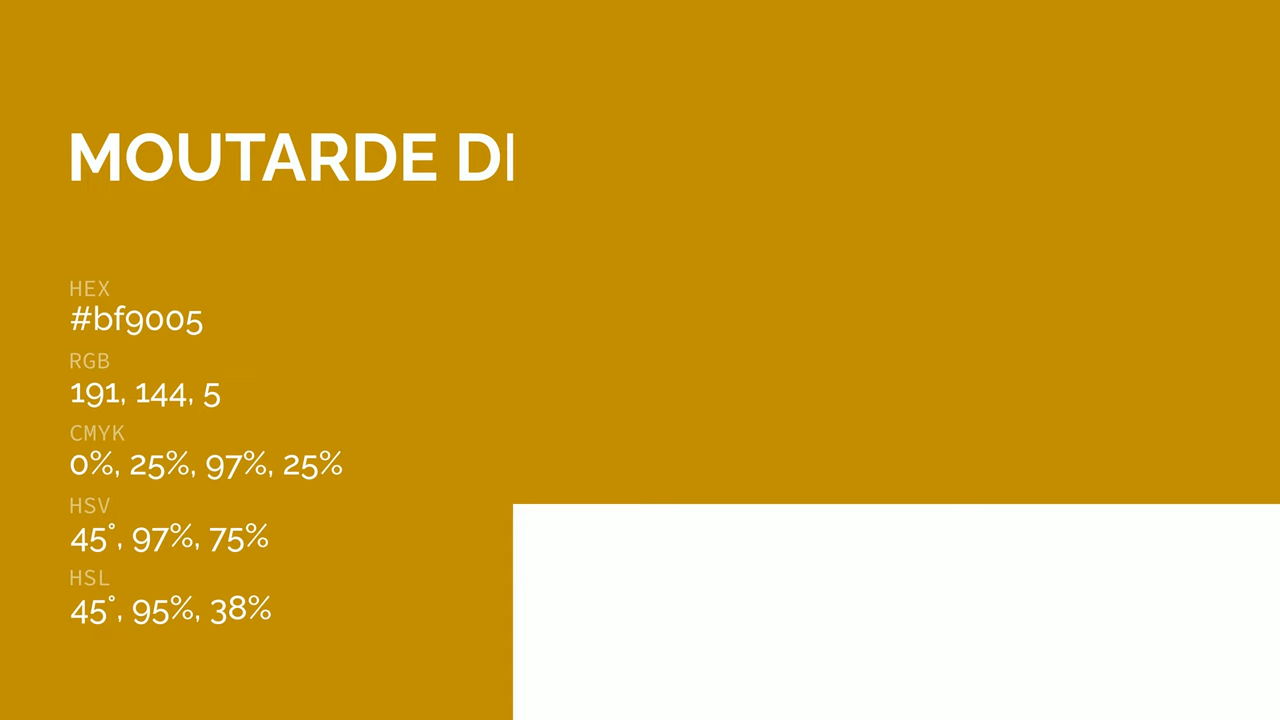 MOUTARDE D
HEX
#bf9005
RGB
191, 144, 5
CMYK
0%, 25%, 97%, 25%
HSV
45°, 97%, 75%
HSL
45°, 95%, 38%